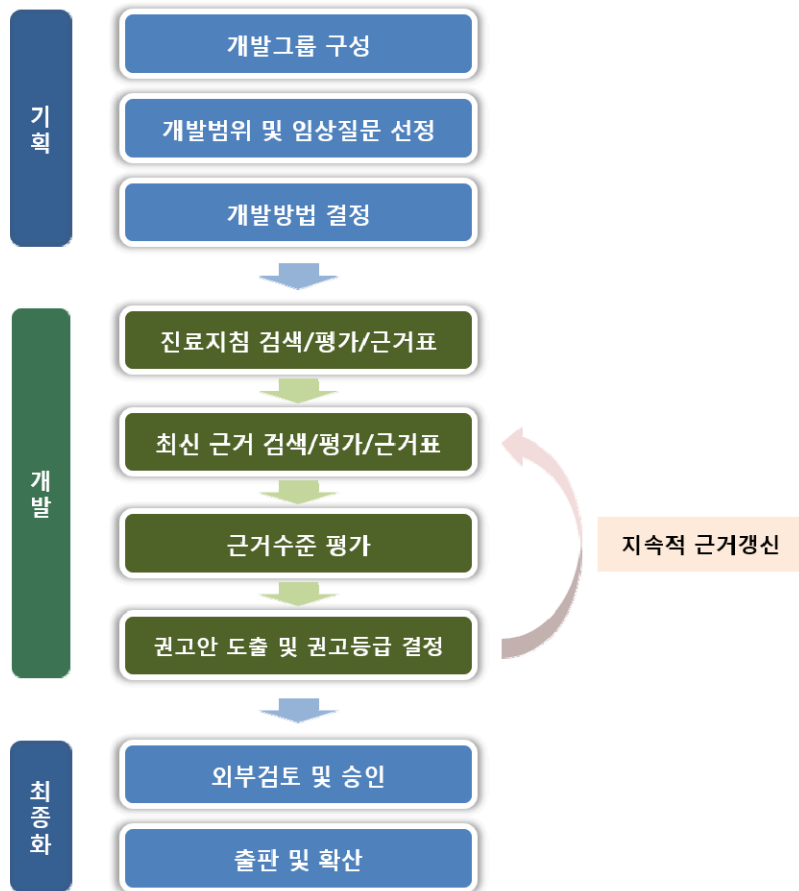 기획
개발그룹 구성
개발범위 및 임상질문 선정
개발방법 결정
개발
진료지침 검색/평가/근거표
최신 근거 검색/평가/근거표
근거수준 평가
권고안 도출 및 권고등급 결정
지속적 근거갱신
최종화
외부검토 및 승인
출판 및 확산